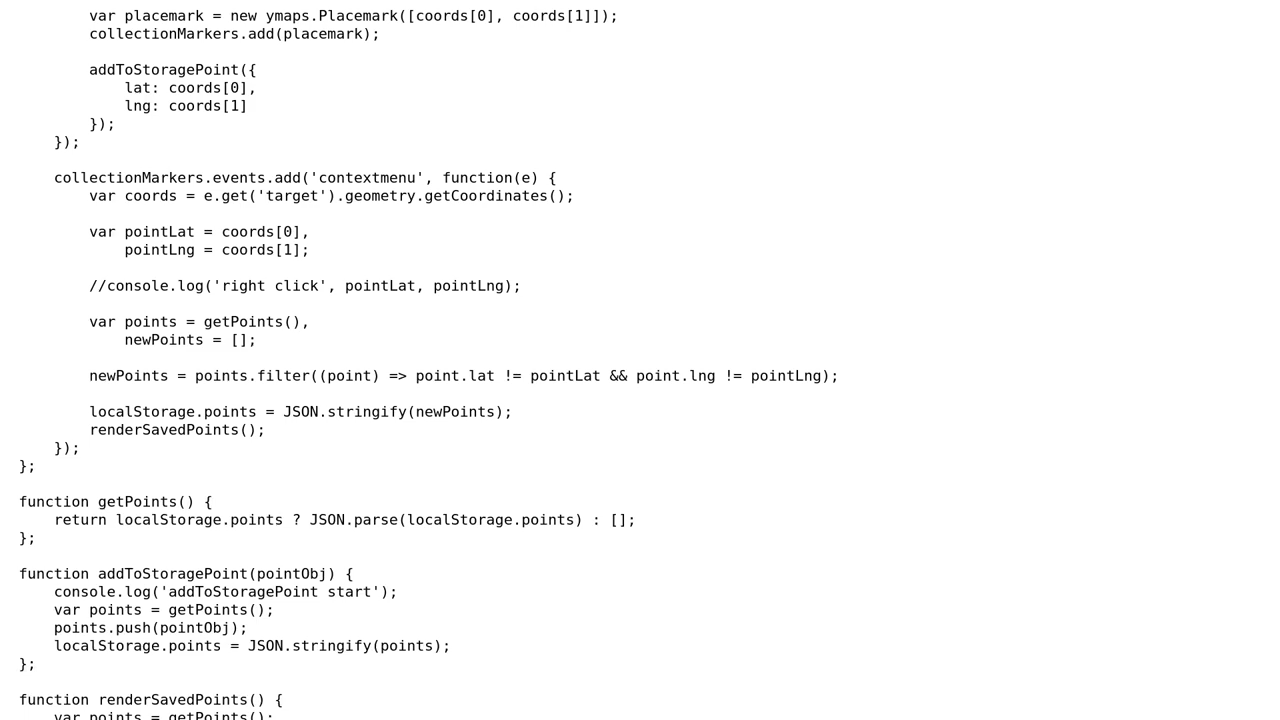 var placemark = new ymaps.Placemark([coords[0], coords[1]]);
collectionMarkers.add(placemark);
addToStoragePoint({
lat: coords[0],
lng: coords[1]
});
});
collectionMarkers.events.add('contextmenu', function(e) {
var coords = e.get('target').geometry.getCoordinates();
var pointLat = coords[0],
pointLng = coords[1];
//console.log('right click', pointLat, pointLng);
var points = getPoints(),
newPoints = [];
newPoints = points.filter((point) => point.lat != pointLat && point.lng != pointLng);
localStorage.points = JSON.stringify(newPoints);
renderSavedPoints();
});
};
function getPoints() {
return localStorage.points ? JSON.parse(localStorage.points) : [];
};
function addToStoragePoint(pointObj) {
console.log('addToStoragePoint start');
var points = getPoints();
points.push(pointObj);
localStorage.points = JSON.stringify(points);
};
function renderSavedPoints() {
var points = getPoints();